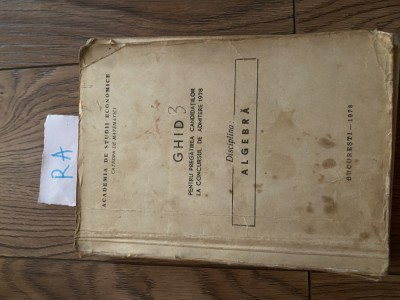 ACADEMIA DE STUDII ECONOMICE
CATEDRA DE MATEMATICI
GHID 3
PENTRU PREGĂTIREA CANDIDAȚILOR
LA CONCURSUL DE ADMITERE 1978
Disciplina:
ALGEBRĂ
BUCUREȘTI — 1978
RA